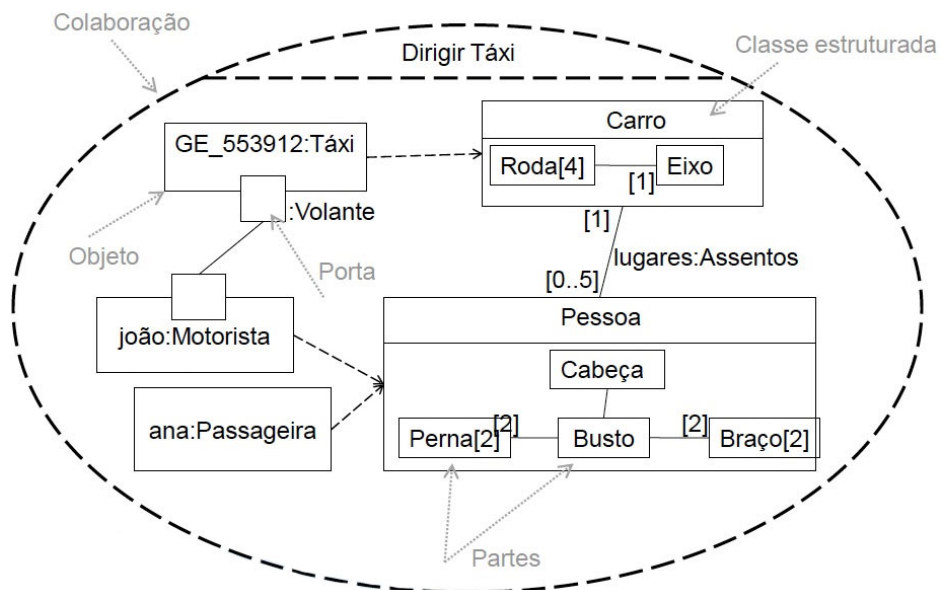 Colaboração
Dirigir Táxi
Classe estruturada
Carro
GE_553912:Táxi
Roda[4]
Eixo
[1]
:Volante
[1]
Objeto
Porta
lugares:Assentos
[0..5]
Pessoa
joão:Motorista
Cabeça
ana:Passageira
Perna[2]
[2]
Busto
[2]
Braço[2]
Partes